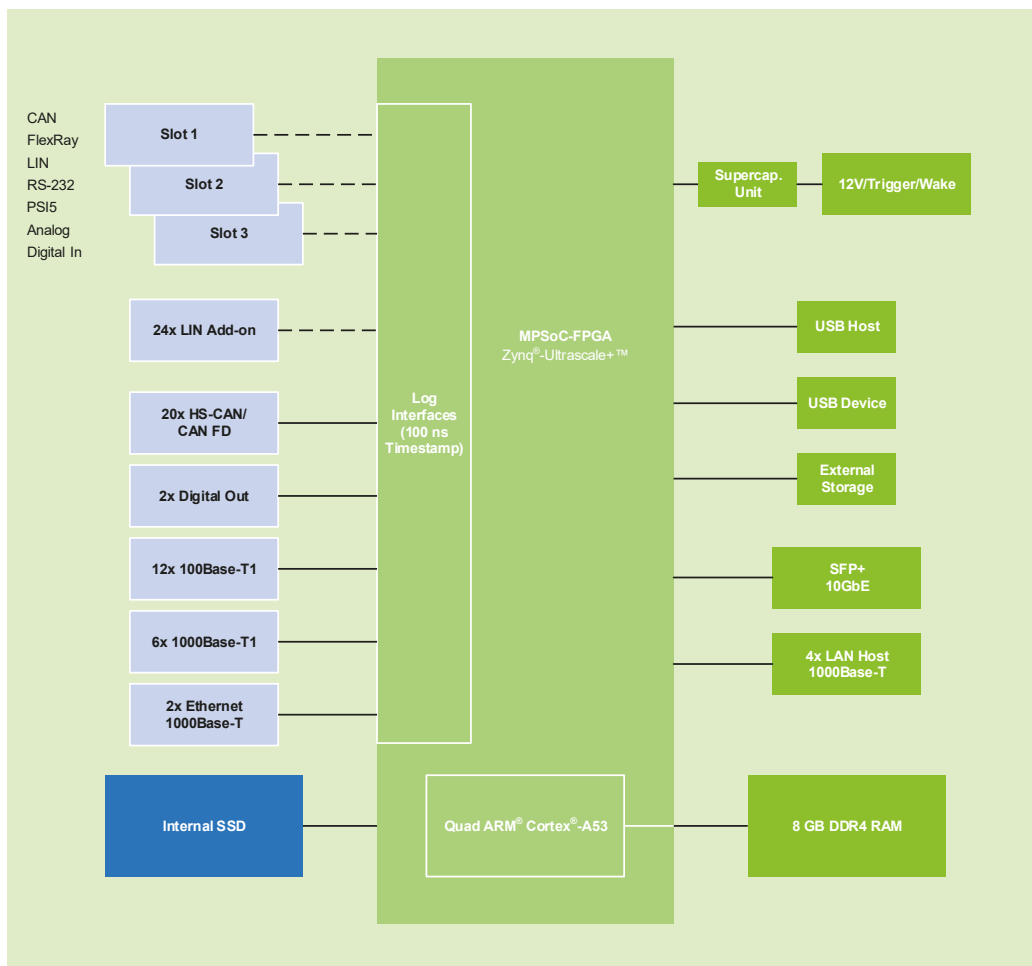 CAN
FlexRay
LIN
RS-232
PSI5
Analog
Digital In
Slot 1
Slot 2
Slot 3
24x LIN Add-on
20x HS-CAN/
CAN FD
2x Digital Out
12x 100Base-T1
6x 1000Base-T1
2x Ethernet
1000Base-T
Internal SSD
Log
Interfaces
(100 ns
Timestamp)
MPSoC-FPGA
Zynq®-Ultrascale+™
Quad ARM® Cortex®-A53
Supercap.
Unit
12V/Trigger/Wake
USB Host
USB Device
External
Storage
SFP+
10GbE
4x LAN Host
1000Base-T
8 GB DDR4 RAM